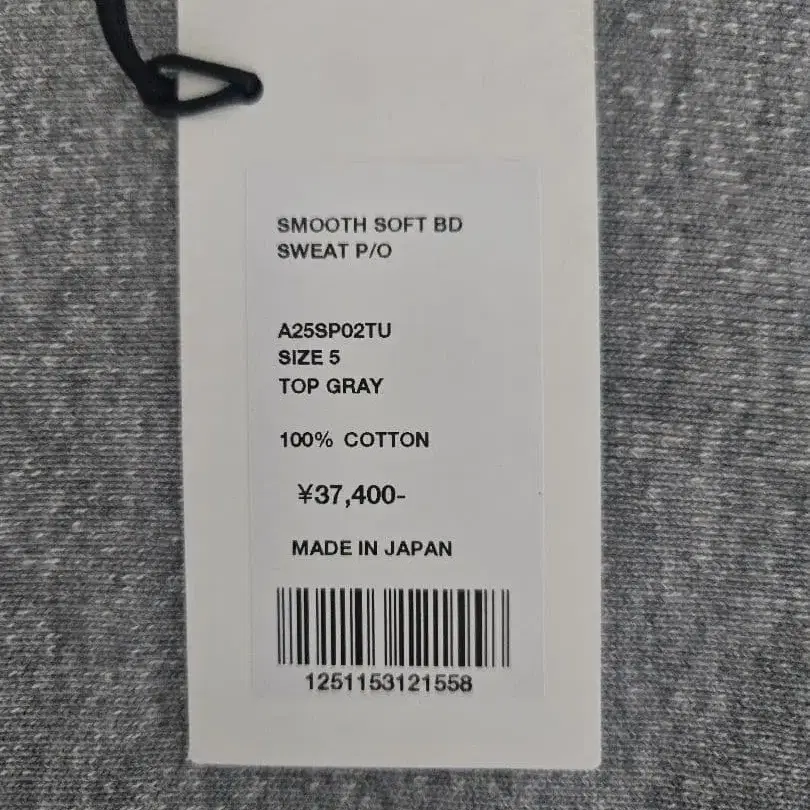 SMOOTH SOFT BD
SWEAT P/O
A25SP02TU
SIZE 5
TOP GRAY
100% COTTON
¥37,400-
MADE IN JAPAN
1251153121558